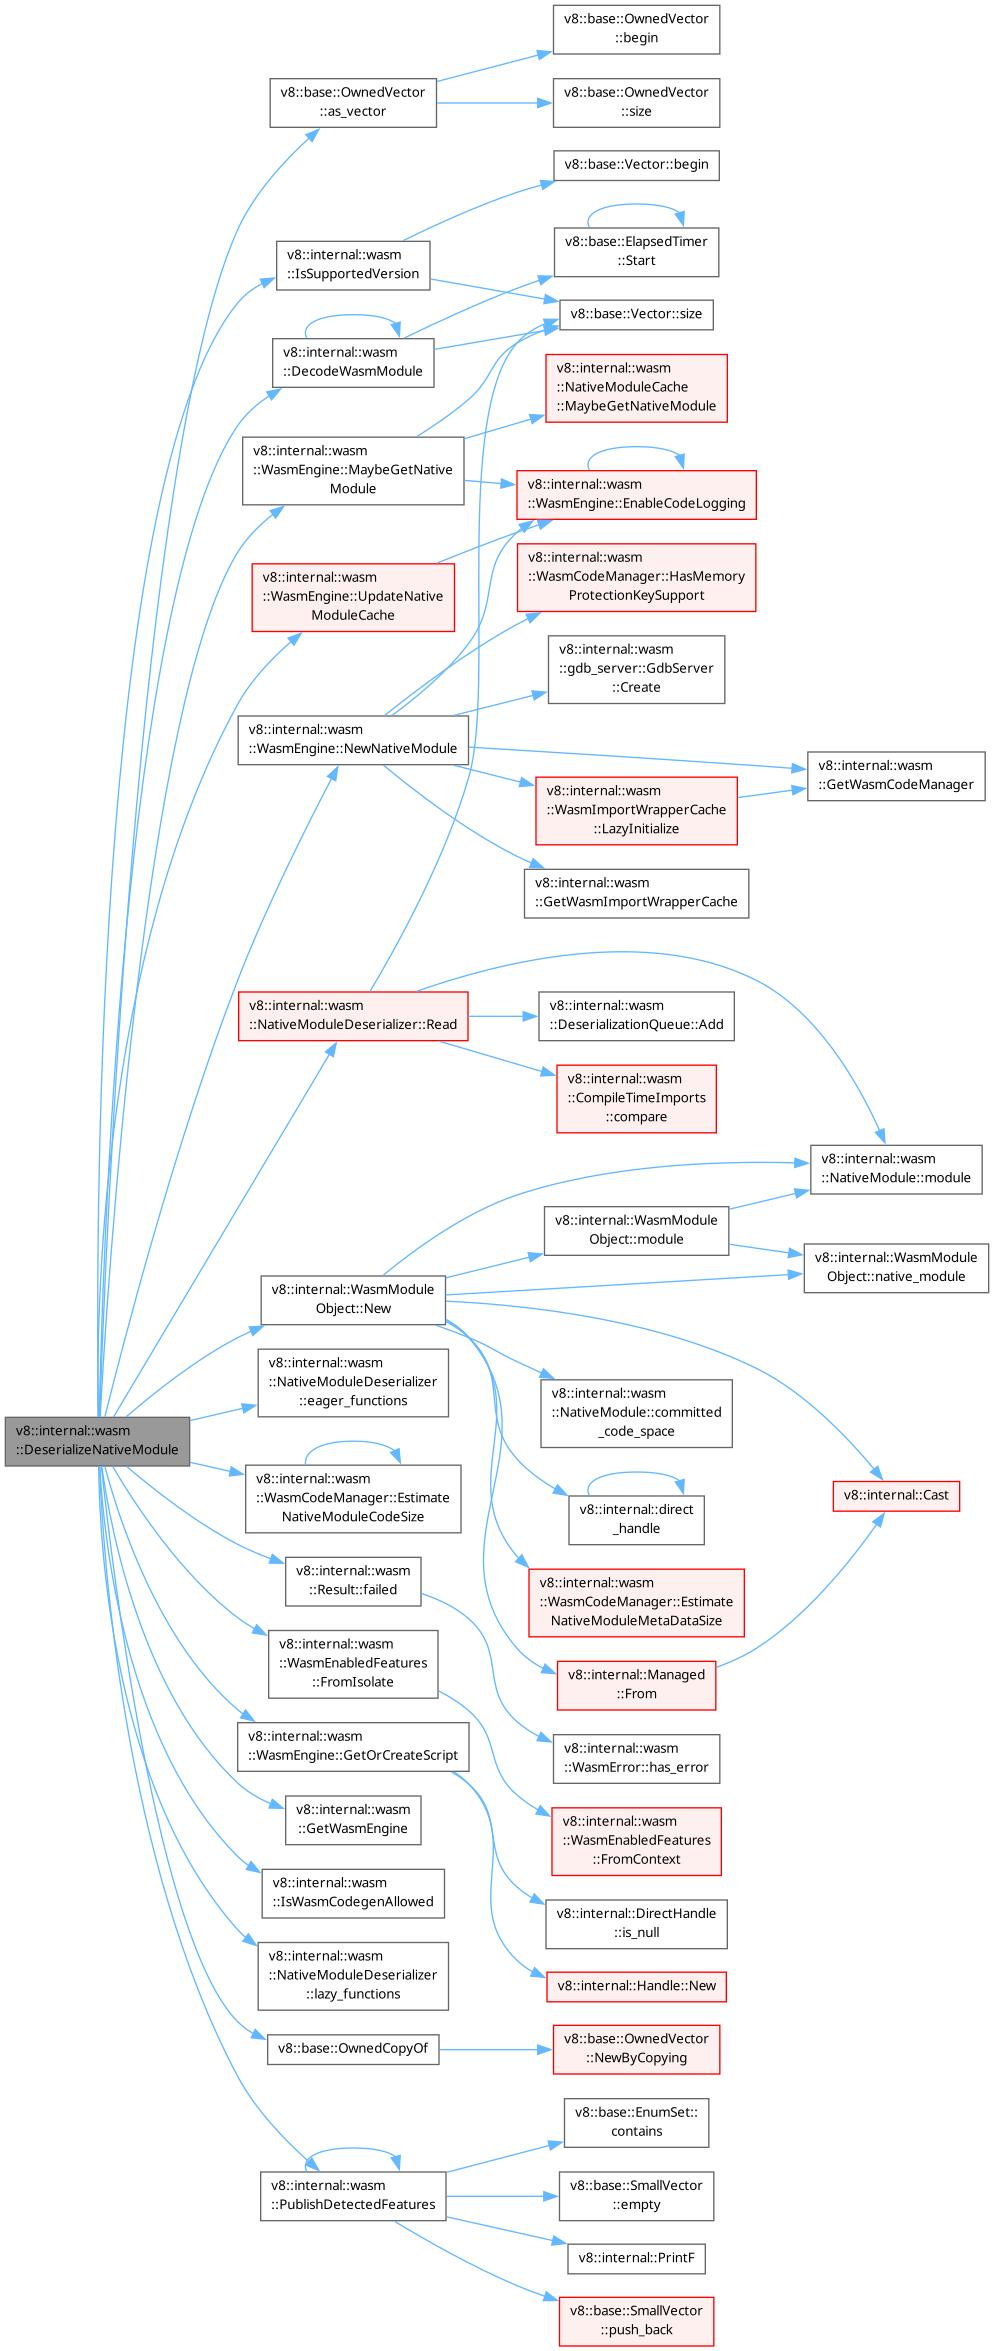 v8::base::OwnedVector
::begin
v8::base::OwnedVector
::as_vector
v8::base::OwnedVector
::size
v8::base::Vector::begin
v8::internal::wasm
::IsSupportedVersion
v8::base::ElapsedTimer
::Start
v8::base::Vector::size
v8::internal::wasm
::DecodeWasmModule
v8::internal::wasm
::NativeModuleCache
::MaybeGetNativeModule
v8::internal::wasm
::WasmEngine::MaybeGetNative
Module
v8::internal::wasm
::WasmEngine::EnableCodeLogging
v8::internal::wasm
::WasmCodeManager::HasMemory
ProtectionKeySupport
v8::internal::wasm
::WasmEngine::UpdateNative
ModuleCache
v8::internal::wasm
::gdb_server::GdbServer
::Create
v8::internal::wasm
::WasmEngine::NewNativeModule
v8::internal::wasm
::GetWasmCodeManager
v8::internal::wasm
::WasmImportWrapperCache
::LazyInitialize
v8::internal::wasm
::GetWasmImportWrapperCache
v8::internal::wasm
::NativeModuleDeserializer::Read
v8::internal::wasm
::DeserializationQueue::Add
v8::internal::wasm
::CompileTimeImports
::compare
v8::internal::wasm
::NativeModule::module
v8::internal::WasmModule
Object::module
v8::internal::WasmModule
Object::native_module
v8::internal::WasmModule
Object::New
v8::internal::wasm
::NativeModuleDeserializer
::eager_functions
v8::internal::wasm
::NativeModule::committed
_code_space
v8::internal::wasm
::DeserializeNativeModule
v8::internal::wasm
::WasmCodeManager::Estimate
NativeModuleCodeSize
v8::internal::Cast
v8::internal::direct
_handle
v8::internal::wasm
::Result::failed
v8::internal::wasm
::WasmCodeManager::Estimate
NativeModuleMetaDataSize
v8::internal::wasm
::WasmEnabledFeatures
::FromIsolate
v8::internal::Managed
::From
v8::internal::wasm
::WasmEngine::GetOrCreateScript
v8::internal::wasm
::WasmError::has_error
v8::internal::wasm
::GetWasmEngine
v8::internal::wasm
::WasmEnabledFeatures
::FromContext
v8::internal::wasm
::IsWasmCodegenAllowed
v8::internal::DirectHandle
::is_null
v8::internal::wasm
::NativeModuleDeserializer
::lazy_functions
v8::internal::Handle::New
v8::base::OwnedCopyOf
v8::base::OwnedVector
::NewByCopying
v8::base::EnumSet::
contains
v8::internal::wasm
::PublishDetectedFeatures
v8::base::SmallVector
::empty
v8::internal::PrintF
v8::base::SmallVector
::push_back